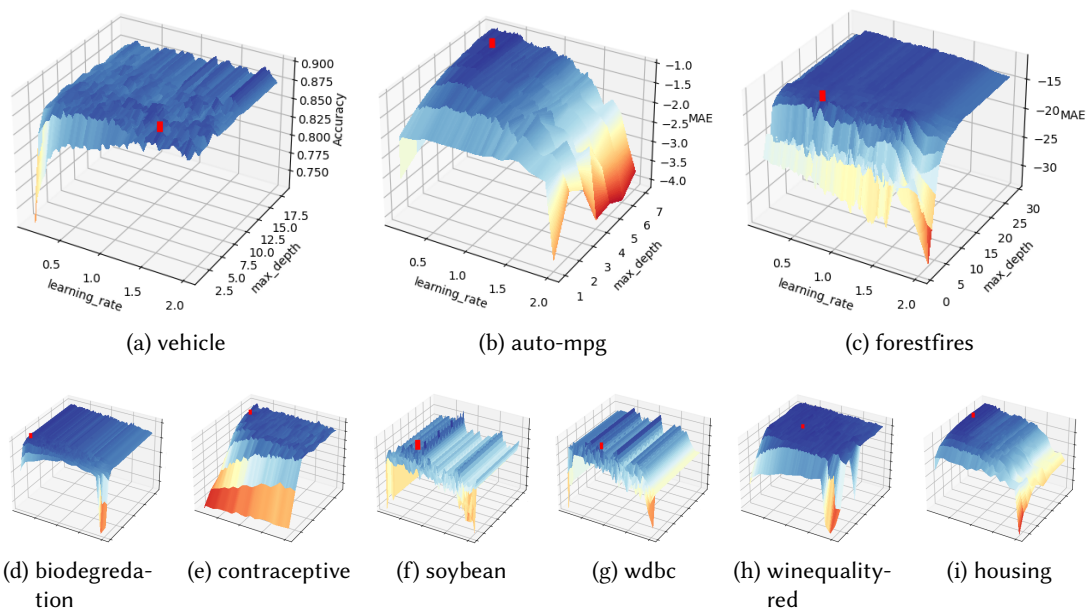 0.900
0.875
0.850
0.825
0.800
0.775
0.750
Accuracy
17.5
15.0
12.5
10.0
7.5
5.0
2.5
max_depth
0.5
1.0
1.5
2.0
learning_rate
(a) vehicle
−1.0
−1.5
−2.0
−2.5
−3.0
−3.5
−4.0
MAE
7
6
5
4
3
2
1
max_depth
0.5
1.0
1.5
2.0
learning_rate
(b) auto-mpg
−15
−20
−25
−30
MAE
30
25
20
15
10
5
0
max_depth
0.5
1.0
1.5
2.0
learning_rate
(c) forestfires
(d) biodegreda-
tion
(e) contraceptive
(f) soybean
(g) wdbc
(h) winequality-
red
(i) housing